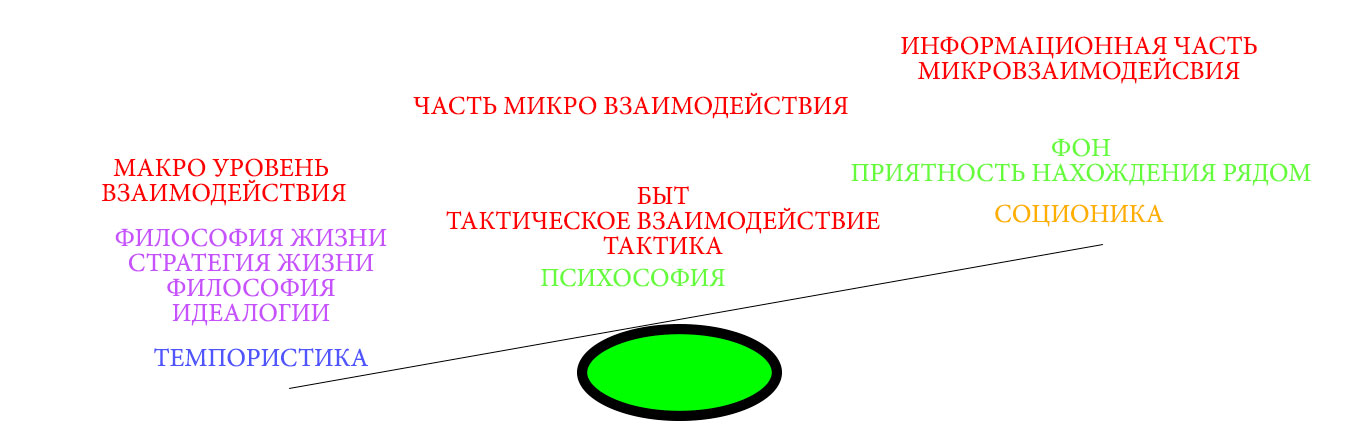 МАКРО УРОВЕНЬ
ВЗАИМОДЕЙСТВИЯ
ФИЛОСОФИЯ ЖИЗНИ
СТРАТЕГИЯ ЖИЗНИ
ФИЛОСОФИЯ
ИДЕАЛОГИИ
ТЕМПОРИСТИКА
ЧАСТЬ МИКРО ВЗАИМОДЕЙСТВИЯ
БЫТ
ТАКТИЧЕСКОЕ ВЗАИМОДЕЙСТВИЕ
ТАКТИКА
ПСИХОСОФИЯ
ИНФОРМАЦИОННАЯ ЧАСТЬ
МИКРОВЗАИМОДЕЙСВИЯ
ФОН
ПРИЯТНОСТЬ НАХОЖДЕНИЯ РЯДОМ
СОЦИОНИКА